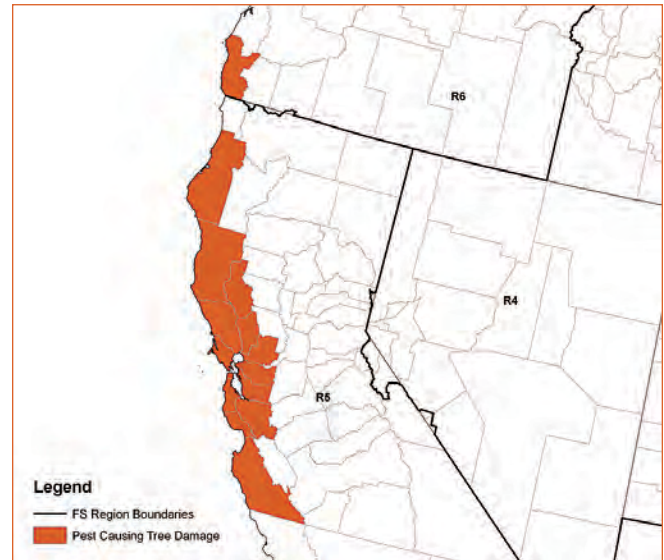 R6
R4
R5
Legend
FS Region Boundaries
Pest Causing Tree Damage